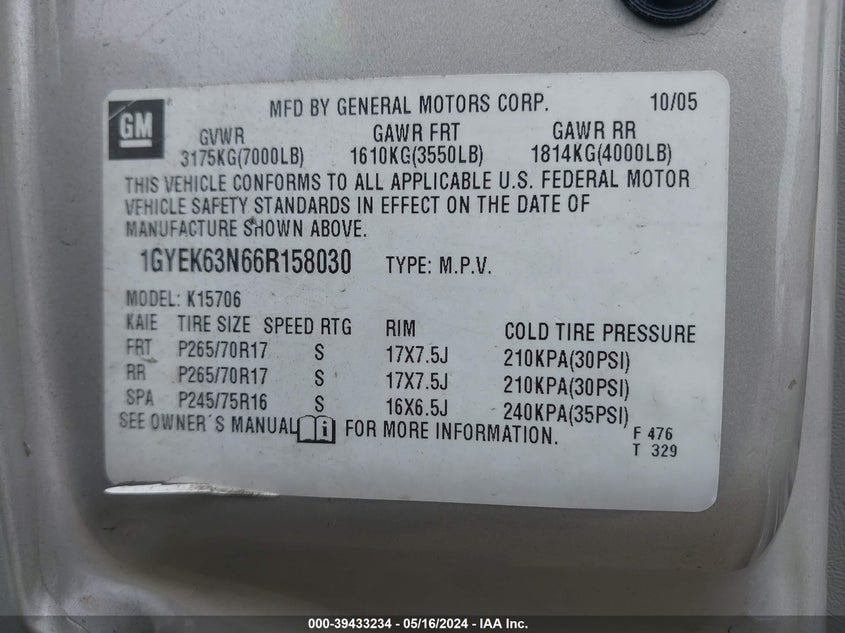 GM
MFD BY GENERAL MOTORS CORP. 10/05
GVWR GAWR FRT GAWR RR
3175KG(7000LB) 1610KG(3550LB) 1814KG(4000LB)
THIS VEHICLE CONFORMS TO ALL APPLICABLE U.S. FEDERAL MOTOR
VEHICLE SAFETY STANDARDS IN EFFECT ON THE DATE OF
MANUFACTURE SHOWN ABOVE.
1GYEK63N66R158030 TYPE: M.P.V.
MODEL: K15706
KAIE TIRE SIZE SPEED RTG RIM COLD TIRE PRESSURE
FRT P265/70R17 S 17X7.5J 210KPA(30PSI)
RR P265/70R17 S 17X7.5J 210KPA(30PSI)
SPA P245/75R16 S 16X6.5J 240KPA(35PSI)
SEE OWNER´S MANUAL i FOR MORE INFORMATION.
F 476
T 329
000-39433234 - 05/16/2024 - IAA Inc.